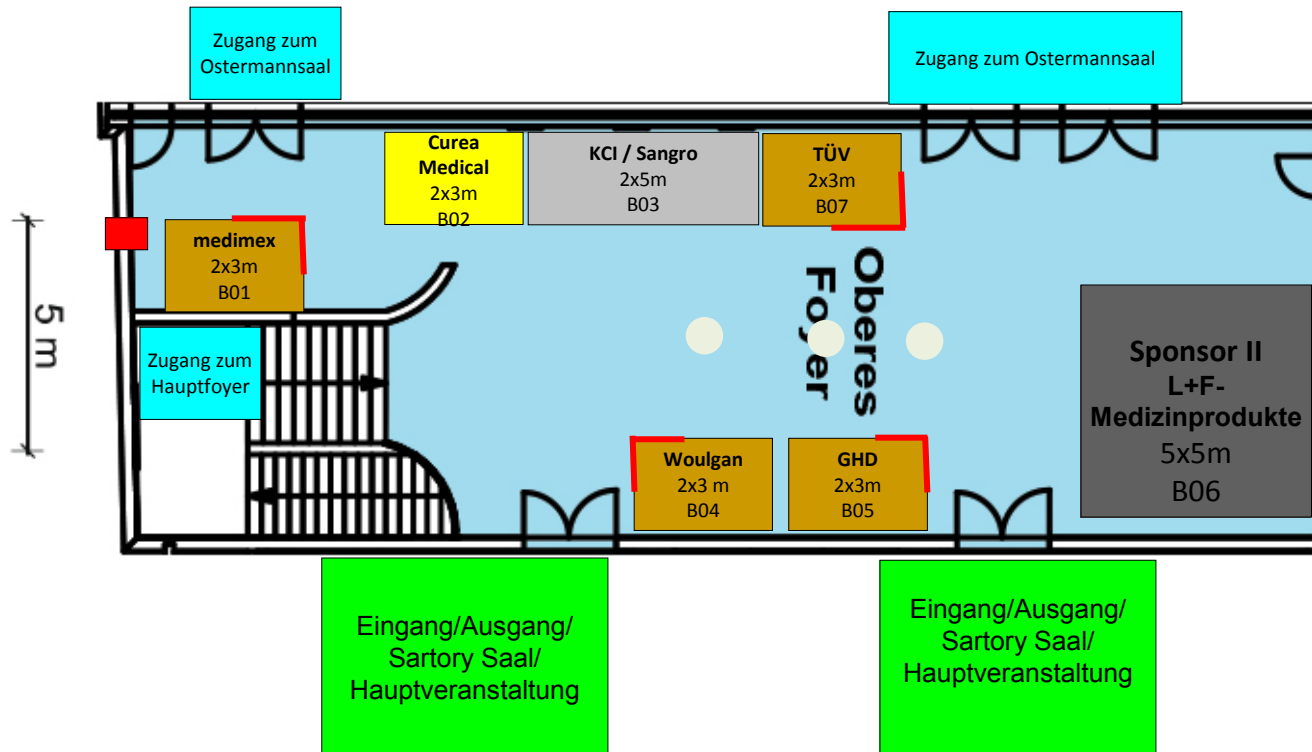 Zugang zum
Ostermannsaal
Zugang zum Ostermannsaal
Curea
Medical
2x3m
B02
KCI / Sangro
2x5m
B03
TÜV
2x3m
B07
medimex
2x3m
B01
5 m
Oberes
Foyer
Zugang zum
Hauptfoyer
Sponsor II
L+F-
Medizinprodukte
5x5m
B06
Woulgan
2x3 m
B04
GHD
2x3m
B05
Eingang/Ausgang/
Sartory Saal/
Hauptveranstaltung
Eingang/Ausgang/
Sartory Saal/
Hauptveranstaltung